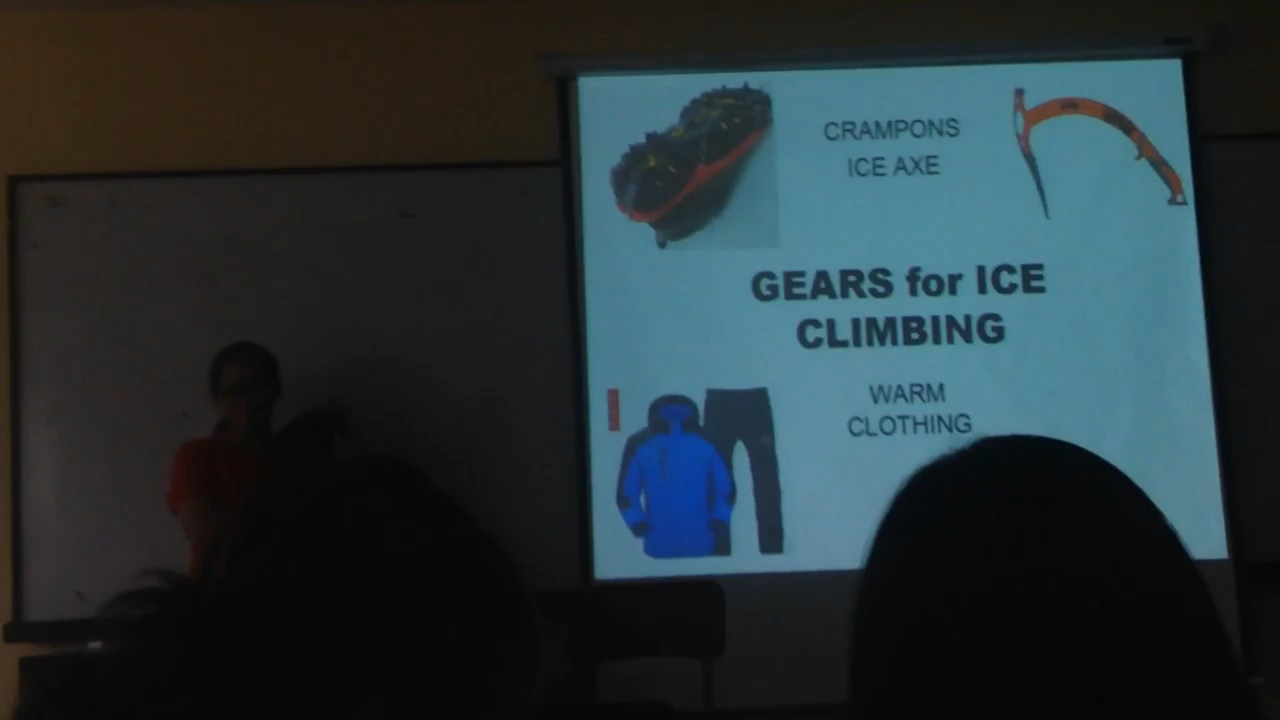 CRAMPONS
ICE AXE
GEARS for ICE
CLIMBING
WARM
CLOTHING